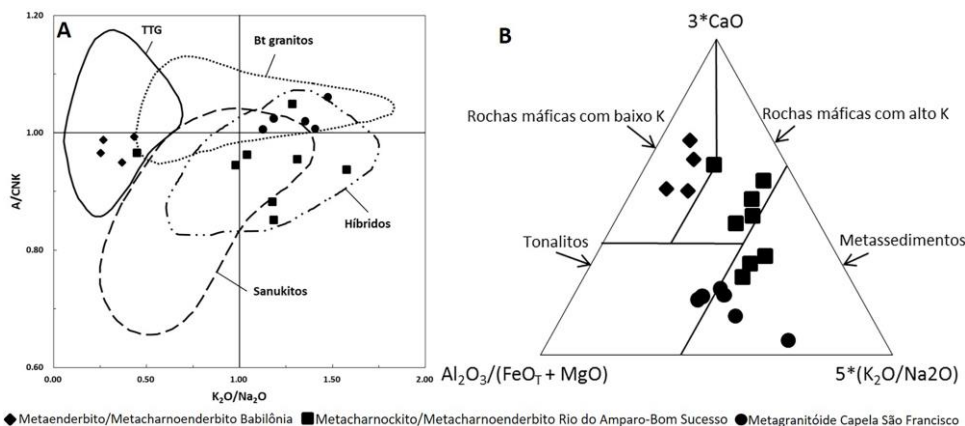 A
B
TTG
Bt granitos
Híbridos
Sanukitos
A/CNK
1.20
1.00
0.80
0.60
0.00
0.50
1.00
1.50
2.00
K₂O/Na₂O
3*CaO
Rochas máficas com baixo K
Rochas máficas com alto K
Tonalitos
Metassedimentos
Al₂O₃/(FeOT + MgO)
5*(K₂O/Na2O)
Metaenderbito/Metacharnoenderbito Babilônia
Metacharnockito/Metacharnoenderbito Rio do Amparo-Bom Sucesso
Metagranitóide Capela São Francisco